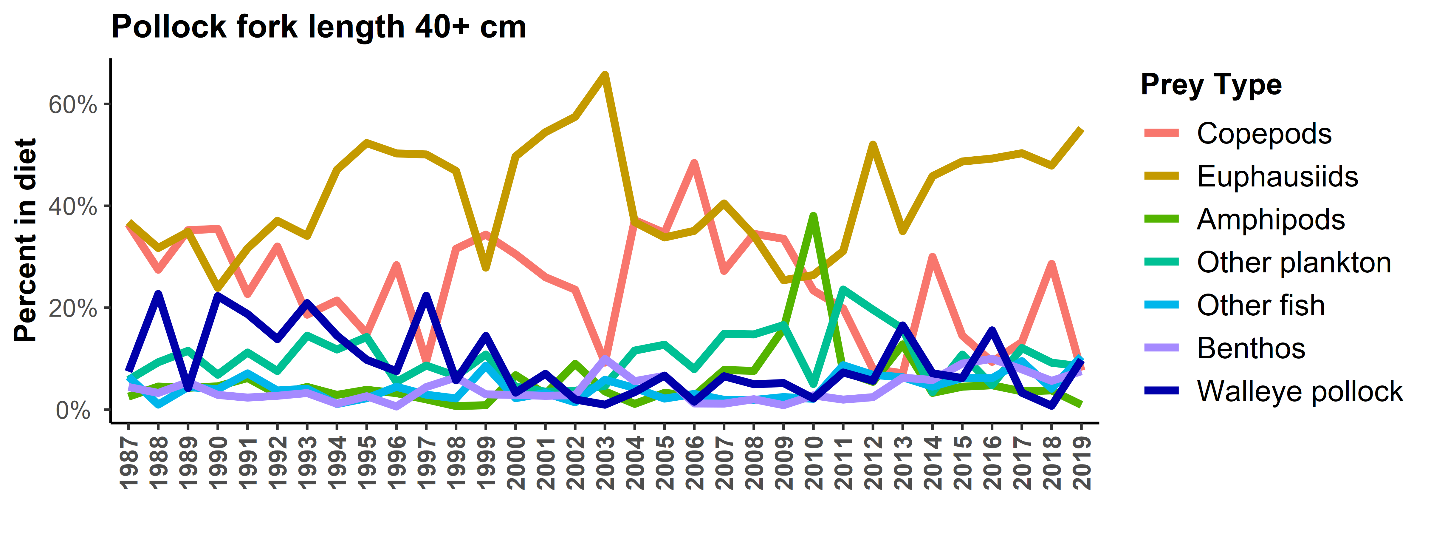 Pollock fork length 40+ cm
Percent in diet
60%
40%
20%
0%
1987 1988 1989 1990 1991 1992 1993 1994 1995 1996 1997 1998 1999 2000 2001 2002 2003 2004 2005 2006 2007 2008 2009 2010 2011 2012 2013 2014 2015 2016 2017 2018 2019
Prey Type
Copepods
Euphausiids
Amphipods
Other plankton
Other fish
Benthos
Walleye pollock